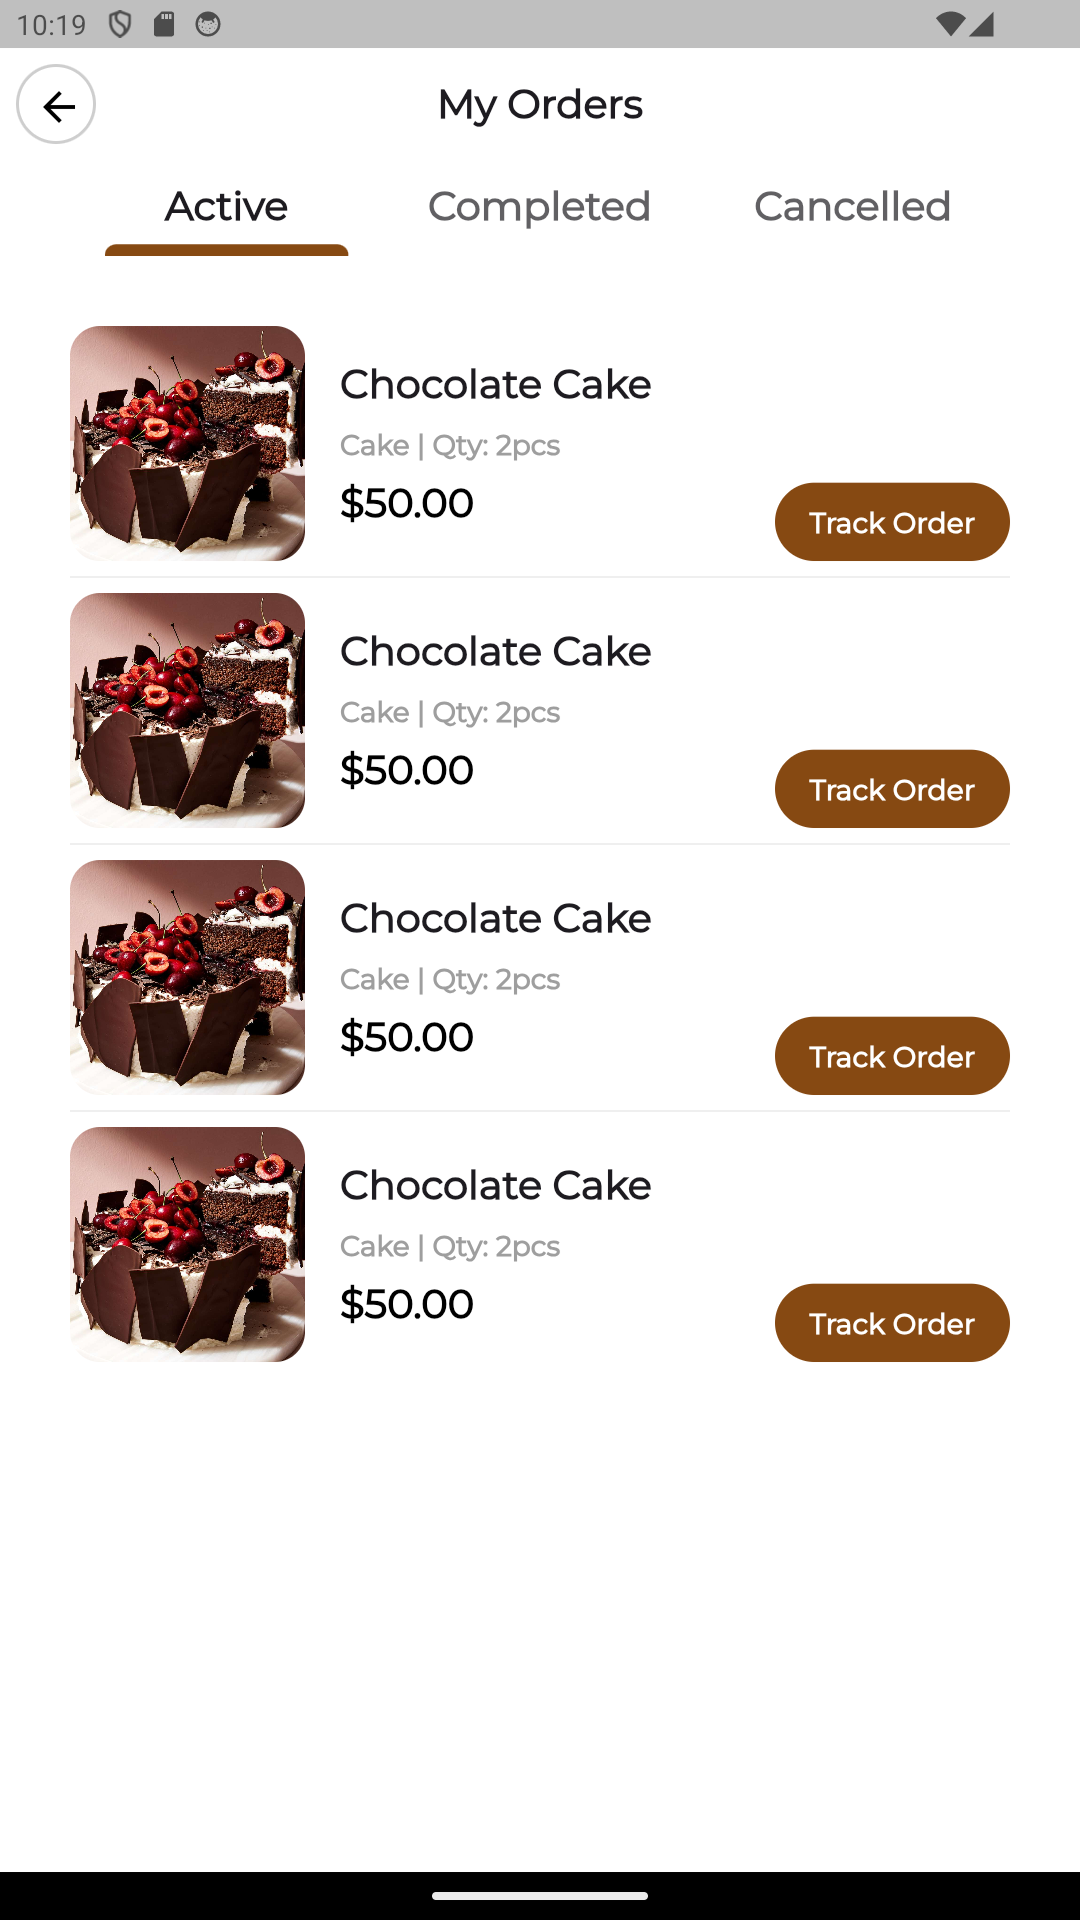 10:19
My Orders
Active Completed Cancelled
Chocolate Cake
Cake | Qty: 2pcs
$50.00
Track Order
Chocolate Cake
Cake | Qty: 2pcs
$50.00
Track Order
Chocolate Cake
Cake | Qty: 2pcs
$50.00
Track Order
Chocolate Cake
Cake | Qty: 2pcs
$50.00
Track Order